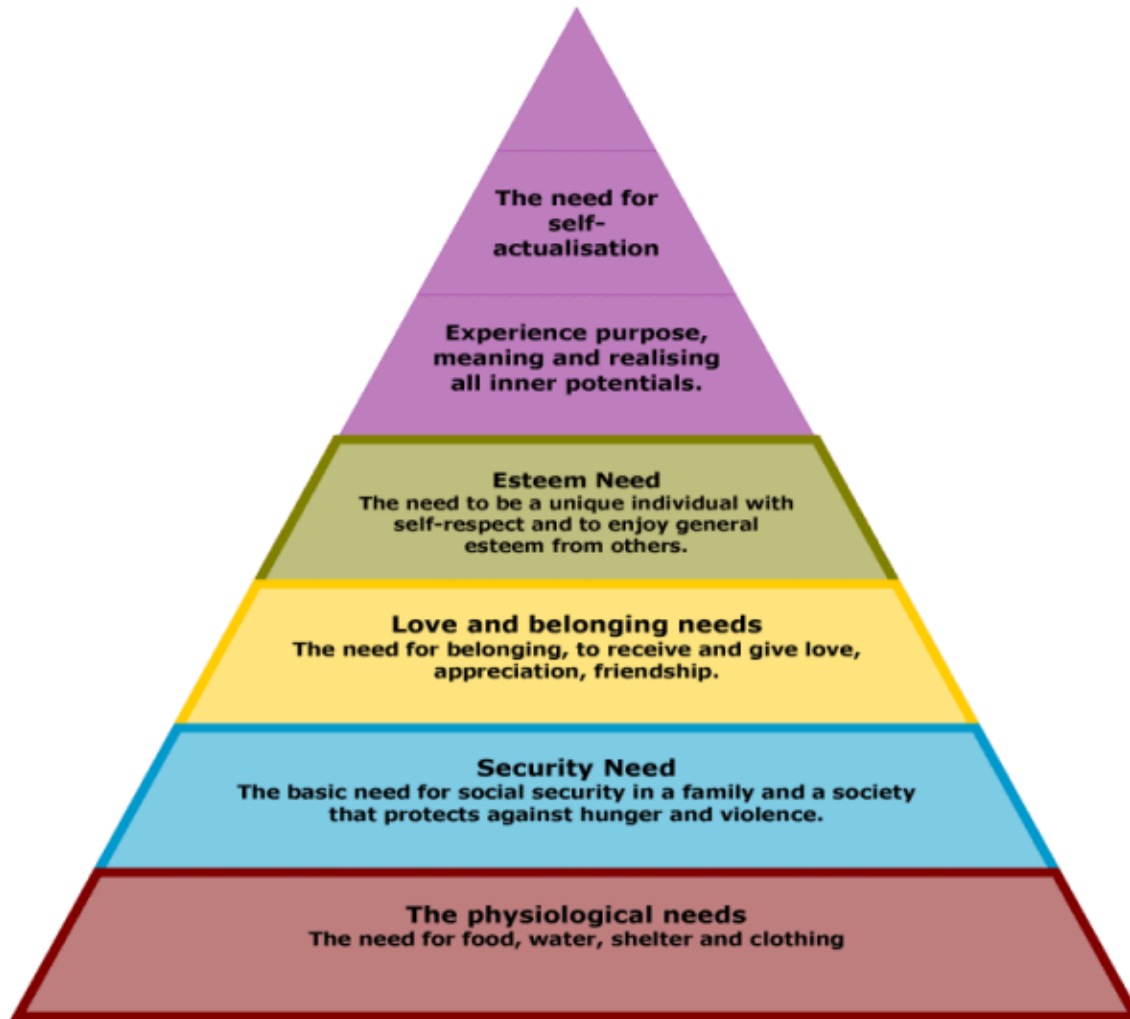 The need for
self-
actualisation
Experience purpose,
meaning and realising
all inner potentials.
Esteem Need
The need to be a unique individual with
self-respect and to enjoy general
esteem from others.
Love and belonging needs
The need for belonging, to receive and give love,
appreciation, friendship.
Security Need
The basic need for social security in a family and a society
that protects against hunger and violence.
The physiological needs
The need for food, water, shelter and clothing